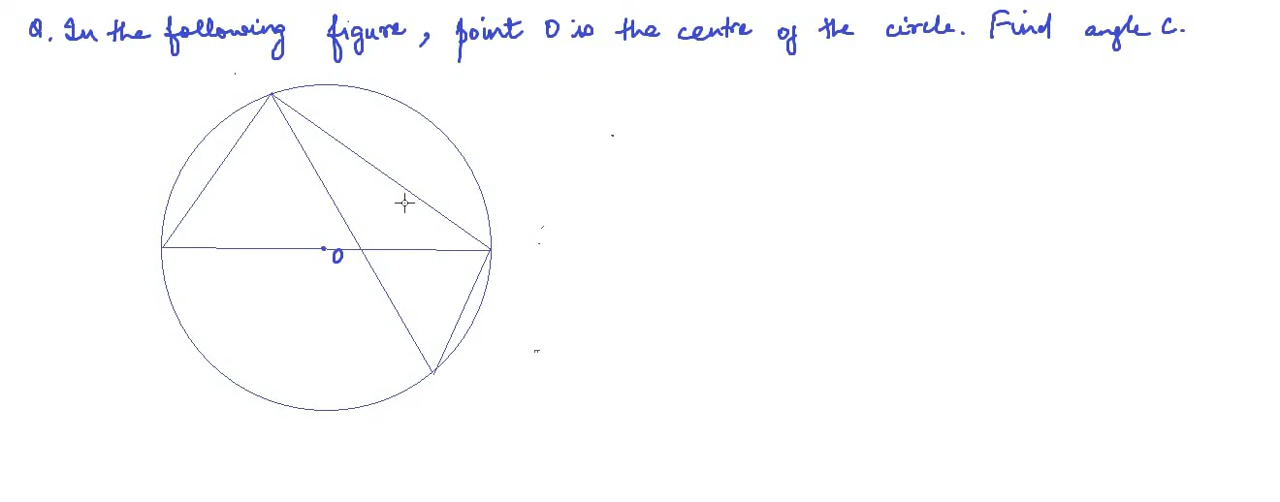 Q. In the following figure, point O is the centre of the circle. Find angle C.
O